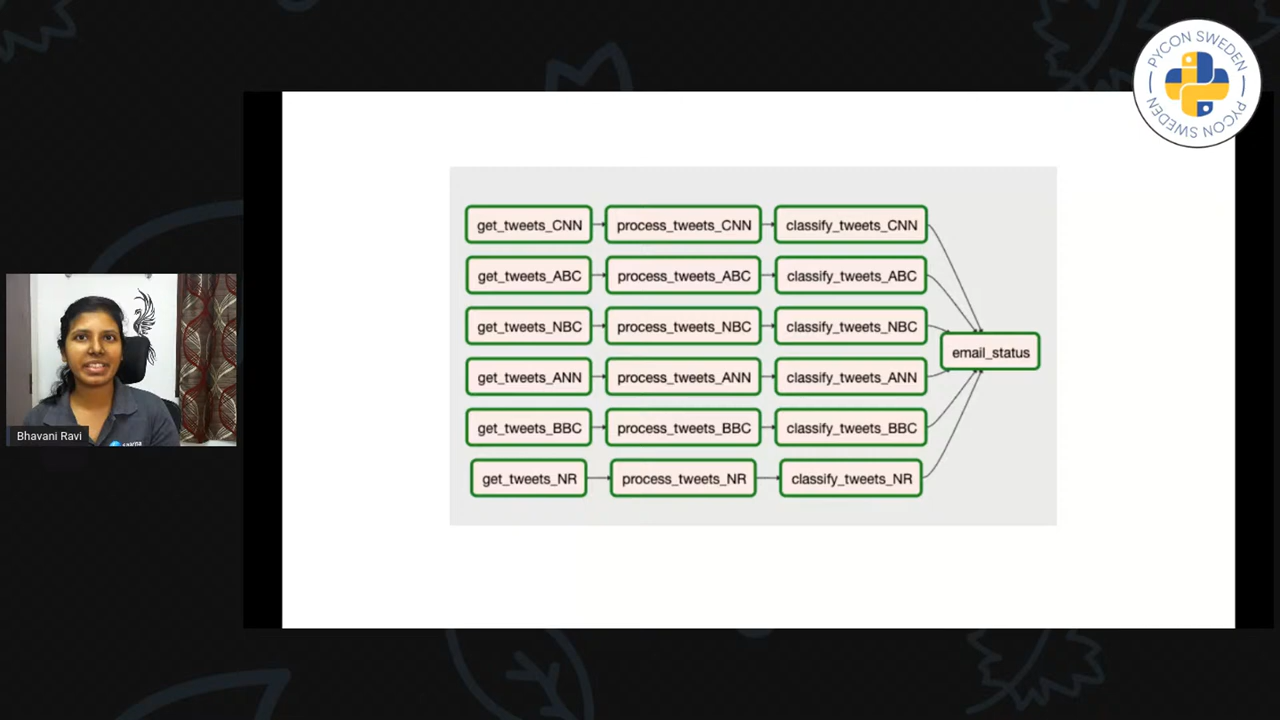 PYCON SWEDEN
PYCON SWEDEN
get_tweets_CNN process_tweets_CNN classify_tweets_CNN
get_tweets_ABC process_tweets_ABC classify_tweets_ABC
get_tweets_NBC process_tweets_NBC classify_tweets_NBC
email_status
get_tweets_ANN process_tweets_ANN classify_tweets_ANN
get_tweets_BBC process_tweets_BBC classify_tweets_BBC
get_tweets_NR process_tweets_NR classify_tweets_NR
Bhavani Ravi